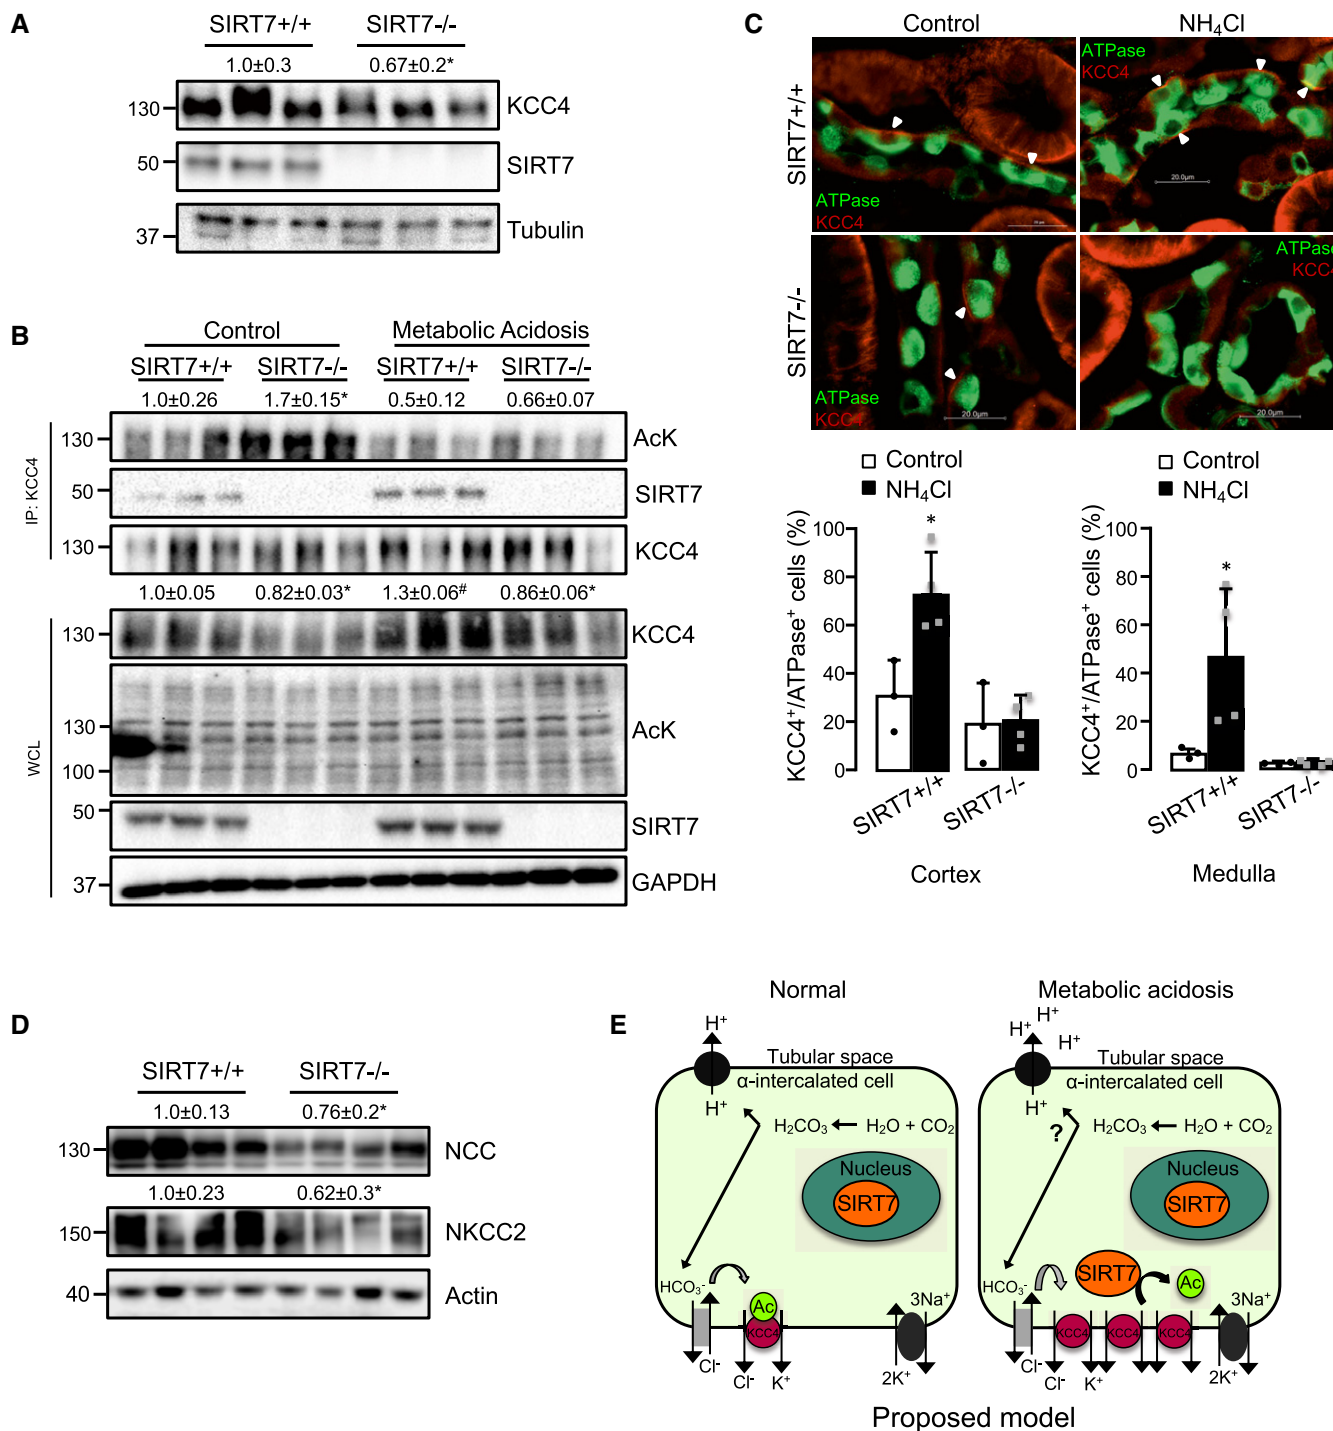 A
SIRT7+/+ SIRT7-/-
1.0±0.3 0.67±0.2*
130 KCC4
50 SIRT7
37 Tubulin
B
Control Metabolic Acidosis
SIRT7+/+ SIRT7-/- SIRT7+/+ SIRT7-/-
1.0±0.26 1.7±0.15* 0.5±0.12 0.66±0.07
IP: KCC4
130 AcK
50 SIRT7
130 KCC4
1.0±0.05 0.82±0.03* 1.3±0.06# 0.86±0.06*
WCL
130 KCC4
130 AcK
100
50 SIRT7
37 GAPDH
C
Control NH₄Cl
SIRT7+/+
ATPase
KCC4
ATPase
KCC4
20.0µm
SIRT7-/-
ATPase
KCC4
20.0µm
ATPase
KCC4
20.0µm
Control
NH₄Cl
KCC4⁺/ATPase⁺ cells (%)
100
80
60
40
20
0
*
SIRT7+/+ SIRT7-/-
Cortex
Control
NH₄Cl
KCC4⁺/ATPase⁺ cells (%)
100
80
60
40
20
0
*
SIRT7+/+ SIRT7-/-
Medulla
D
SIRT7+/+ SIRT7-/-
1.0±0.13 0.76±0.2*
130 NCC
1.0±0.23 0.62±0.3*
150 NKCC2
40 Actin
E
Normal
H⁺
Tubular space
α-intercalated cell
H⁺
H₂CO₃ H₂O + CO₂
Nucleus
SIRT7
HCO₃⁻
Ac
KCC4
3Na⁺
Cl⁻
Cl⁻ K⁺
2K⁺
Metabolic acidosis
H⁺ H⁺ H⁺
Tubular space
α-intercalated cell
H⁺
? H₂CO₃ H₂O + CO₂
Nucleus
SIRT7
SIRT7
Ac
HCO₃⁻
KCC4 KCC4 KCC4
3Na⁺
Cl⁻
Cl⁻ K⁺
2K⁺
Proposed model